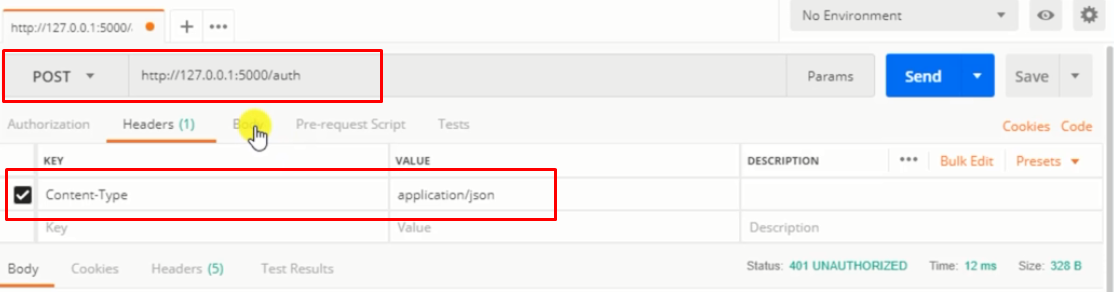 http://127.0.0.1:5000/. + ••• No Environment
POST http://127.0.0.1:5000/auth Params Send Save
Authorization Headers (1) Body Pre-request Script Tests Cookies Code
KEY VALUE DESCRIPTION ••• Bulk Edit Presets
Content-Type application/json
Key Value Description
Body Cookies Headers (5) Test Results Status: 401 UNAUTHORIZED Time: 12 ms Size: 328 B